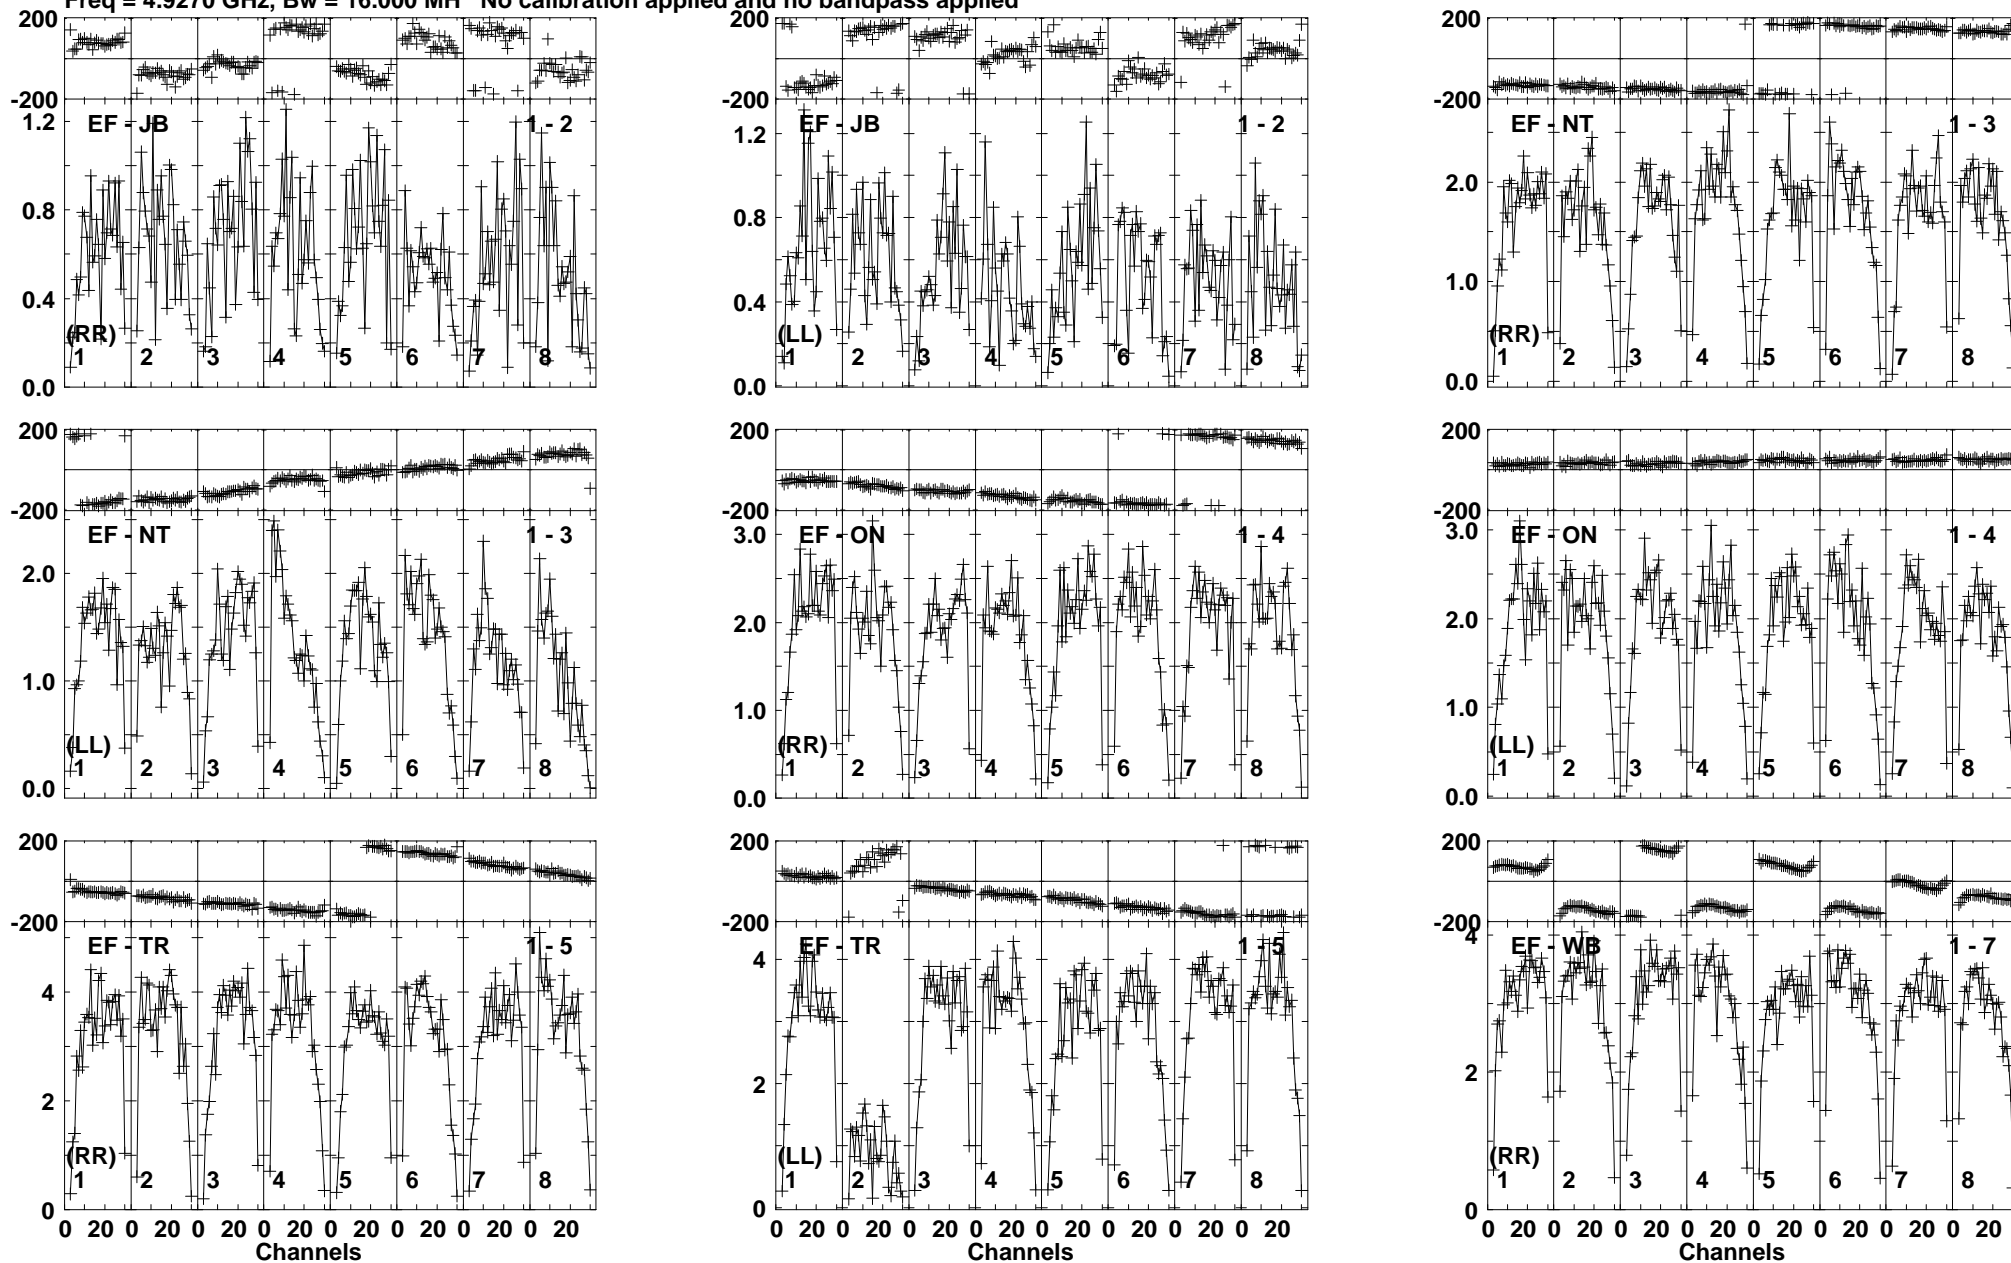 Freq = 4.9270 GHz, Bw = 16.000 MH No calibration applied and no bandpass applied
200 200 200
-200 -200 -200
EF - JB 1 - 2 EF - JB 1 - 2 EF - NT 1 - 3
1.2 1.2 2.0
0.8 0.8 1.0
0.4 0.4 0.0
0.0 0.0
(RR) (LL) (RR)
1 2 3 4 5 6 7 8 1 2 3 4 5 6 7 8 1 2 3 4 5 6 7 8
200 200 200
-200 -200 -200
EF - NT 1 - 3 EF - ON 1 - 4 EF - ON 1 - 4
2.0 3.0 3.0
1.0 2.0 2.0
0.0 1.0 1.0
0.0 0.0
(LL) (RR) (LL)
1 2 3 4 5 6 7 8 1 2 3 4 5 6 7 8 1 2 3 4 5 6 7 8
200 200 200
-200 -200 -200
EF - TR 1 - 5 EF - TR 1 - 5 EF - WB 1 - 7
4 4 4
2 2 2
0 0 0
(RR) (LL) (RR)
1 2 3 4 5 6 7 8 1 2 3 4 5 6 7 8 1 2 3 4 5 6 7 8
0 20 0 20 0 20 0 20 0 20 0 20 0 20 0 20 0 20 0 20 0 20 0 20 0 20 0 20 0 20 0 20 0 20 0 20 0 20 0 20 0 20 0 20 0 20 0 20
Channels Channels Channels